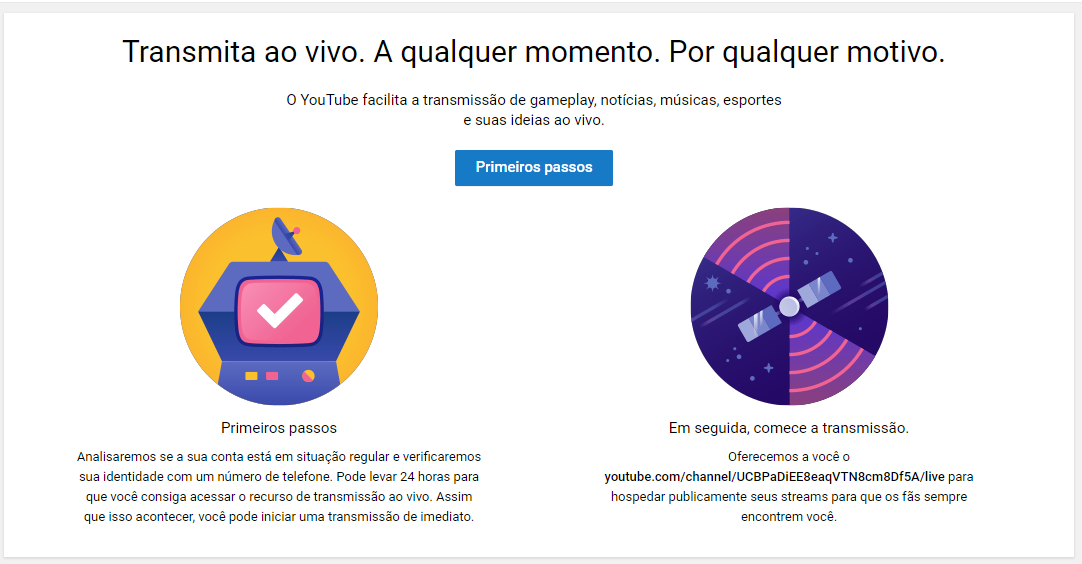 Transmita ao vivo. A qualquer momento. Por qualquer motivo.
O YouTube facilita a transmissão de gameplay, notícias, músicas, esportes
e suas ideias ao vivo.
Primeiros passos
Primeiros passos
Analisaremos se a sua conta está em situação regular e verificaremos
sua identidade com um número de telefone. Pode levar 24 horas para
que você consiga acessar o recurso de transmissão ao vivo. Assim
que isso acontecer, você pode iniciar uma transmissão de imediato.
Em seguida, comece a transmissão.
Oferecemos a você o
youtube.com/channel/UCBPaDiEE8eaqVTN8cm8Df5A/live para
hospedar publicamente seus streams para que os fãs sempre
encontrem você.